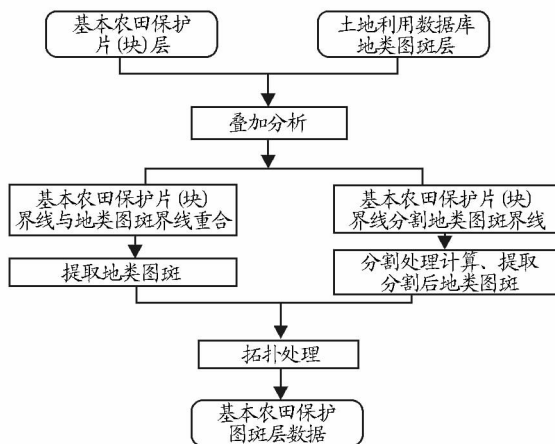 基本农田保护
片(块)层
土地利用数据库
地类图斑层
叠加分析
基本农田保护片(块)
界线与地类图斑界线重合
基本农田保护片(块)
界线分割地类图斑界线
提取地类图斑
分割处理计算、提取
分割后地类图斑
拓扑处理
基本农田保护
图斑层数据